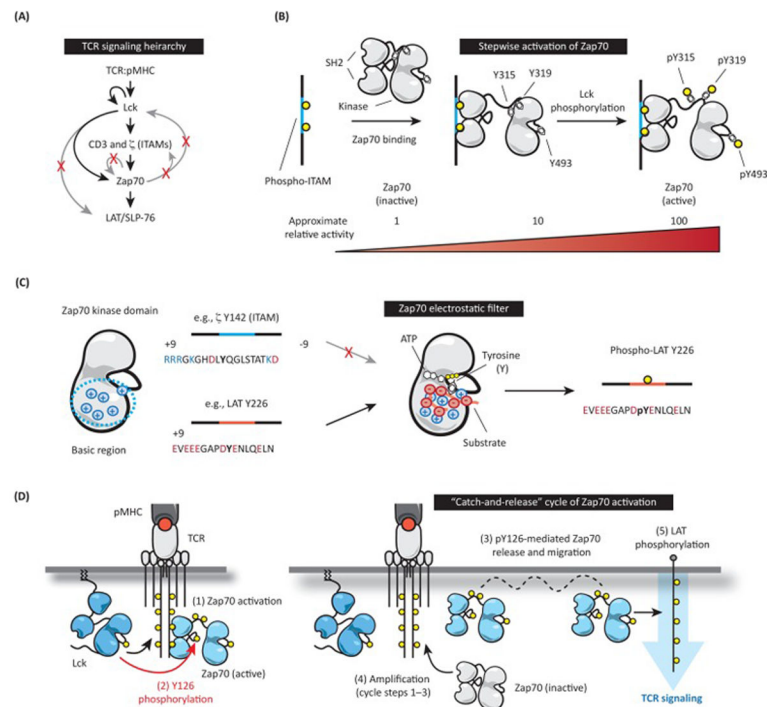 (A)
TCR signaling heirarchy
TCR:pMHC
Lck
CD3 and ζ (ITAMs)
X
X
X
Zap70
LAT/SLP-76
(B)
Stepwise activation of Zap70
SH2
Kinase
Phospho-ITAM
Zap70 binding
Y315
Y319
Y493
Lck
phosphorylation
pY315
pY319
pY493
Zap70
(inactive)
Zap70
(active)
Approximate
relative activity
1
10
100
(C)
Zap70 kinase domain
Basic region
e.g., ζ Y142 (ITAM)
+9
-9
RRRGKGHDLYQGLSTATKD
X
e.g., LAT Y226
+9
EVEEEGAPDYENLQELN
Zap70 electrostatic filter
ATP
Tyrosine
(Y)
Substrate
Phospho-LAT Y226
EVEEEGAPDpYENLQELN
(D)
pMHC
TCR
(1) Zap70 activation
Lck
Zap70 (active)
(2) Y126
phosphorylation
"Catch-and-release" cycle of Zap70 activation
(3) pY126-mediated Zap70
release and migration
(5) LAT
phosphorylation
(4) Amplification
(cycle steps 1–3)
Zap70 (inactive)
TCR signaling